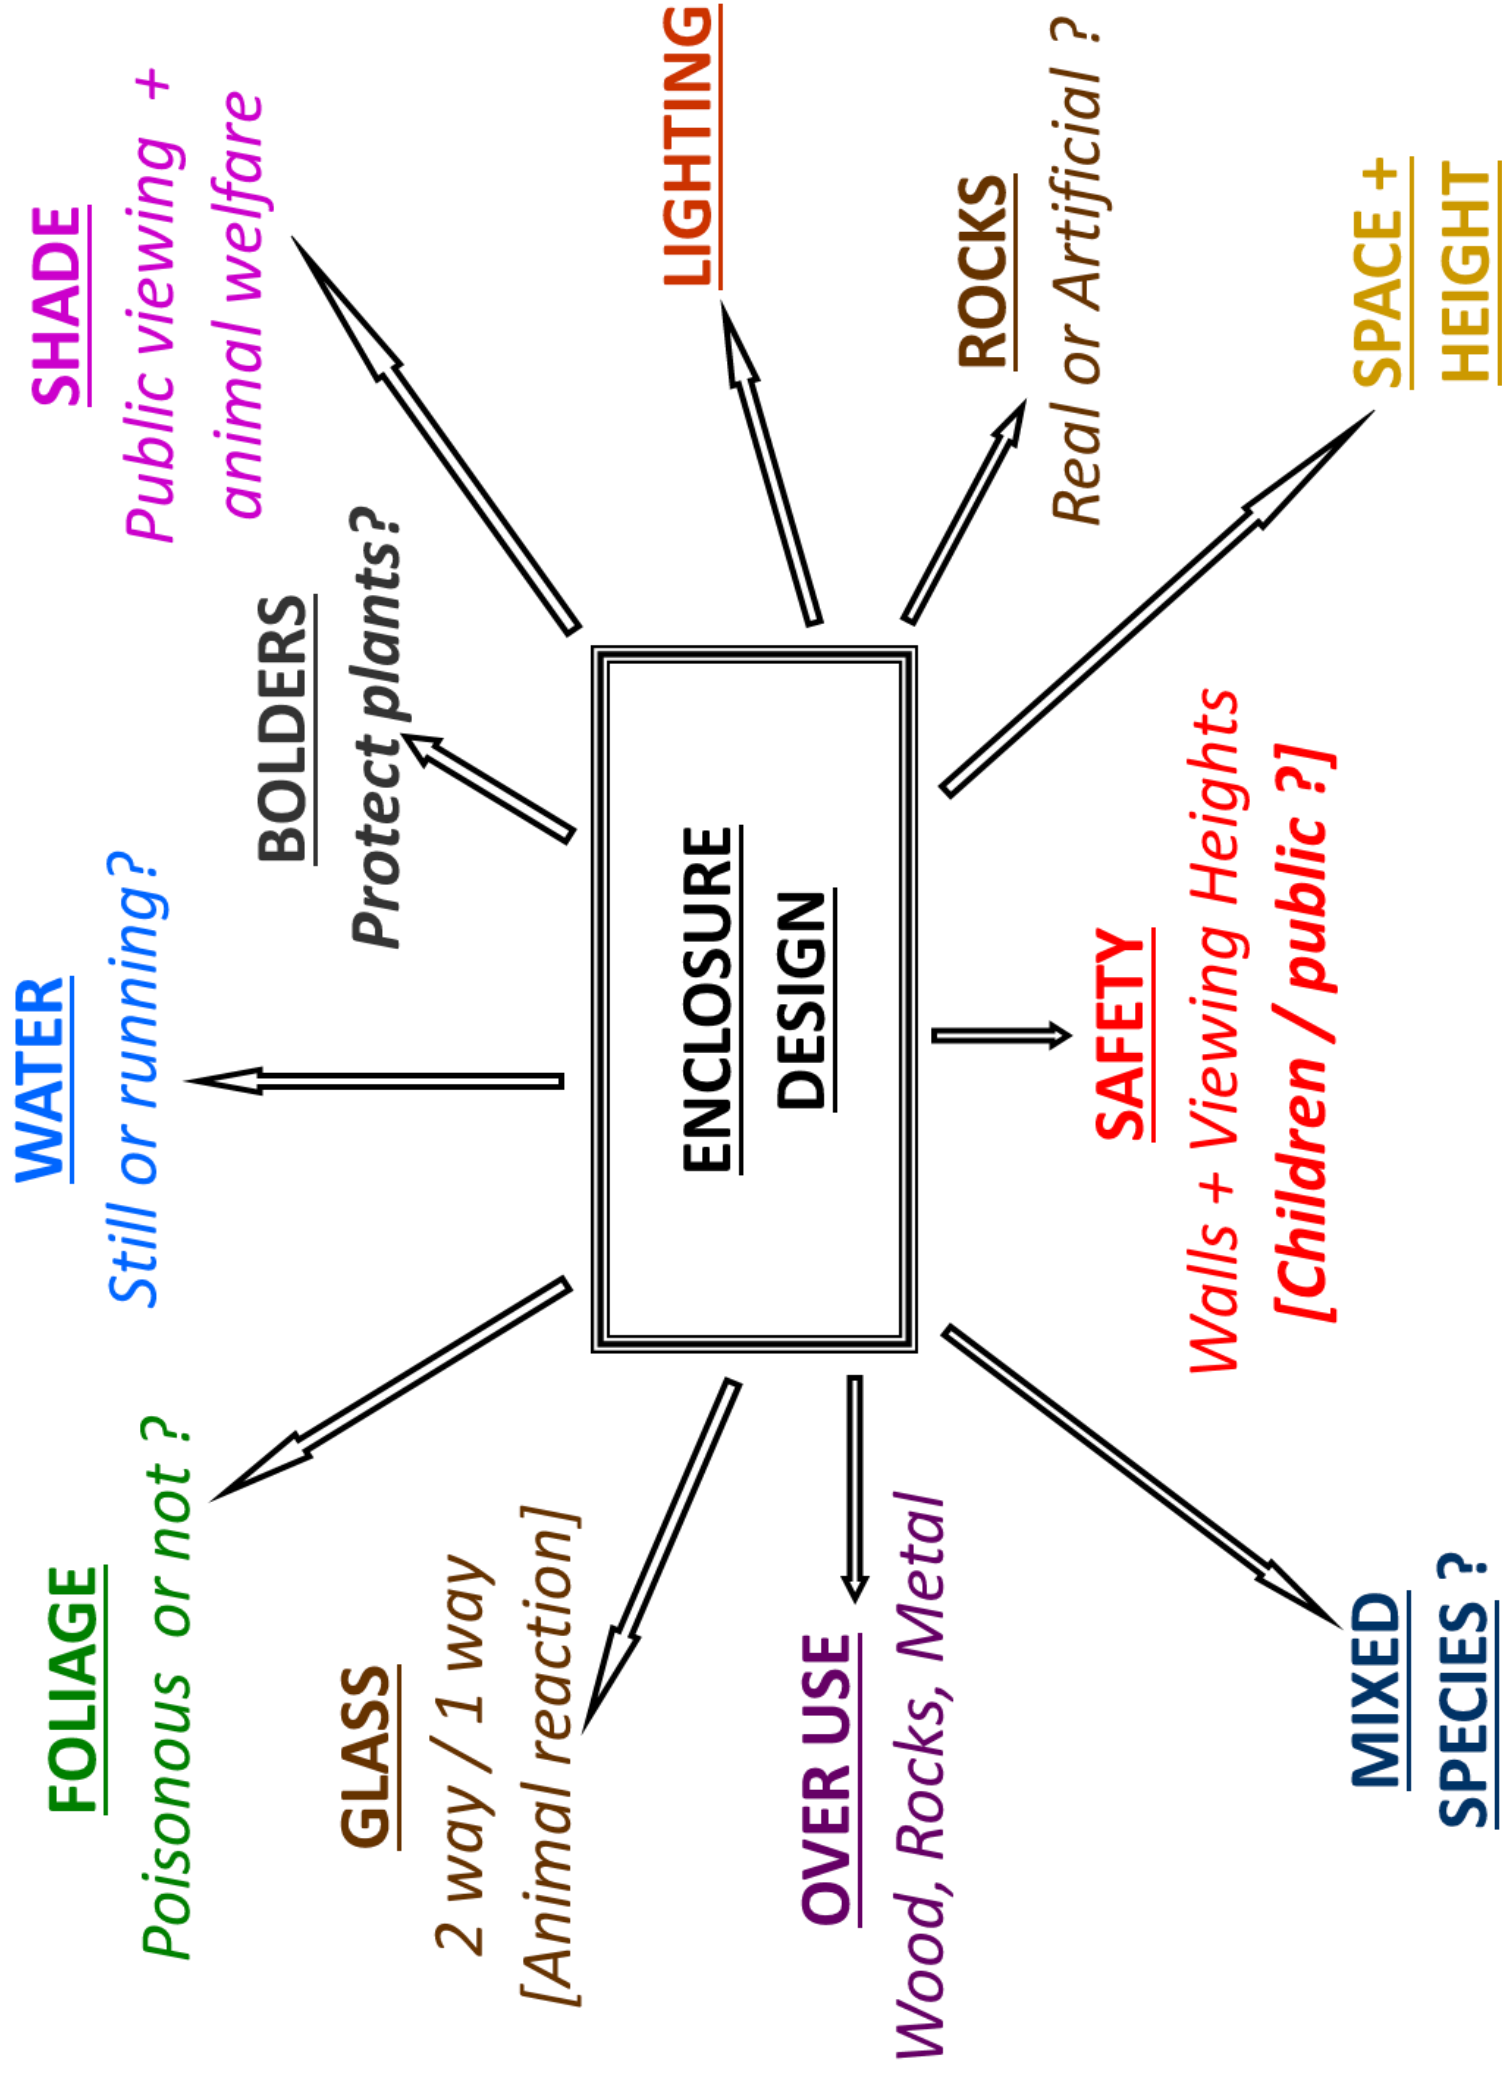 FOLIAGE
Poisonous or not ?
WATER
Still or running?
SHADE
Public viewing +
animal welfare
BOLDERS
Protect plants?
GLASS
2 way / 1 way
[Animal reaction]
ENCLOSURE
DESIGN
LIGHTING
OVER USE
Wood, Rocks, Metal
ROCKS
Real or Artificial ?
SAFETY
Walls + Viewing Heights
[Children / public ?]
MIXED
SPECIES ?
SPACE +
HEIGHT